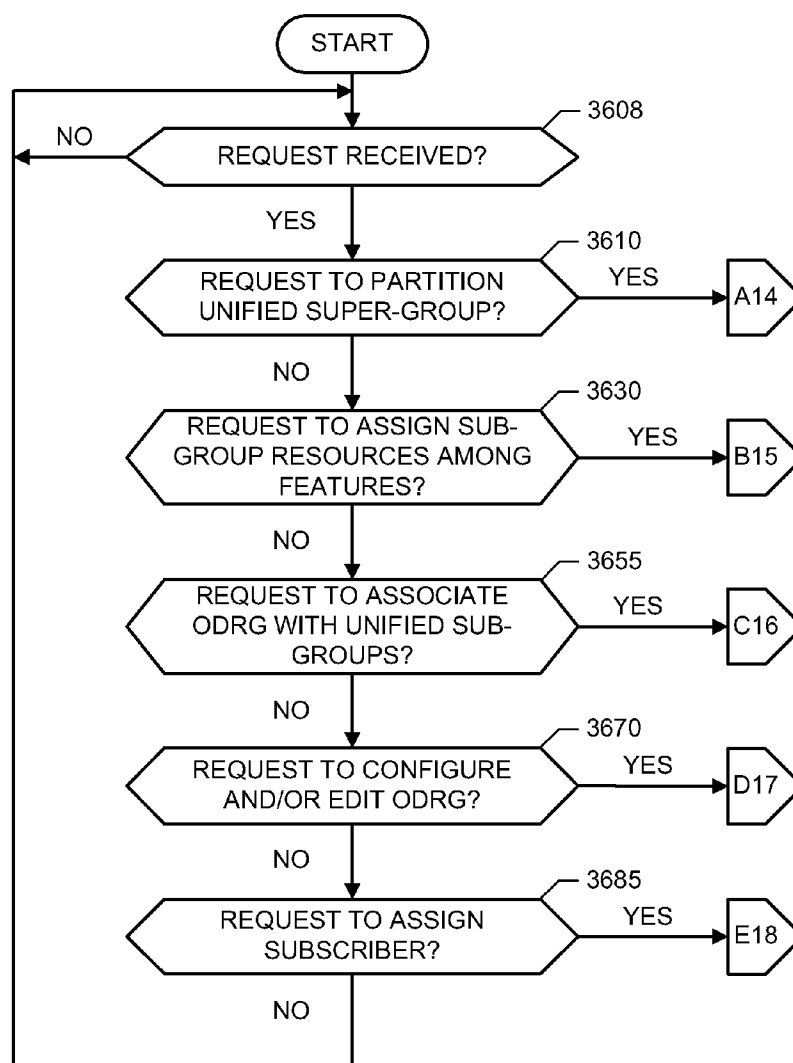 START
3608
NO
REQUEST RECEIVED?
YES
3610
REQUEST TO PARTITION
UNIFIED SUPER-GROUP?
YES
A14
NO
3630
REQUEST TO ASSIGN SUB-
GROUP RESOURCES AMONG
FEATURES?
YES
B15
NO
3655
REQUEST TO ASSOCIATE
ODRG WITH UNIFIED SUB-
GROUPS?
YES
C16
NO
3670
REQUEST TO CONFIGURE
AND/OR EDIT ODRG?
YES
D17
NO
3685
REQUEST TO ASSIGN
SUBSCRIBER?
YES
E18
NO